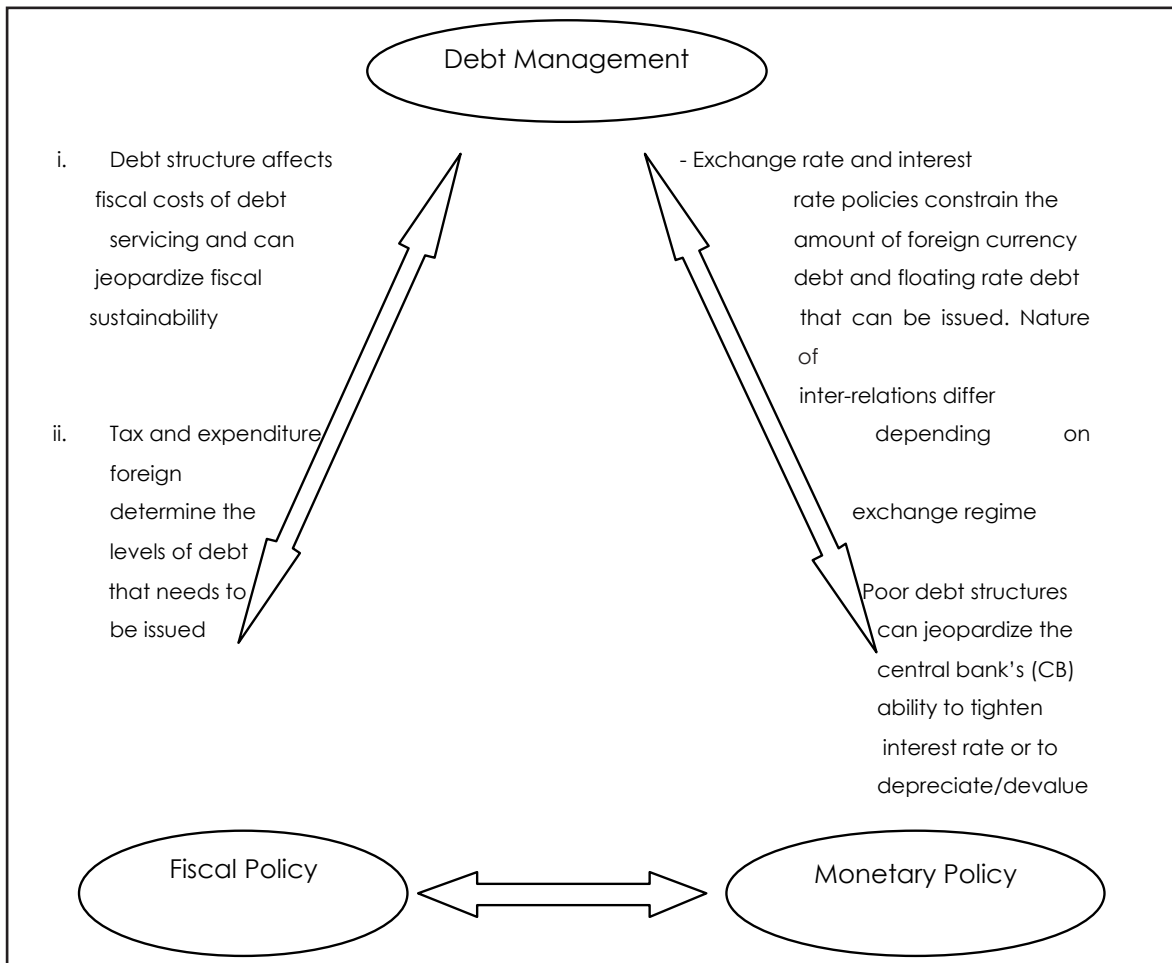 Debt Management
i. Debt structure affects
fiscal costs of debt
servicing and can
jeopardize fiscal
sustainability
ii. Tax and expenditure
foreign
determine the
levels of debt
that needs to
be issued
- Exchange rate and interest
rate policies constrain the
amount of foreign currency
debt and floating rate debt
that can be issued. Nature
of
inter-relations differ
depending on
exchange regime
Poor debt structures
can jeopardize the
central bank's (CB)
ability to tighten
interest rate or to
depreciate/devalue
Fiscal Policy
Monetary Policy